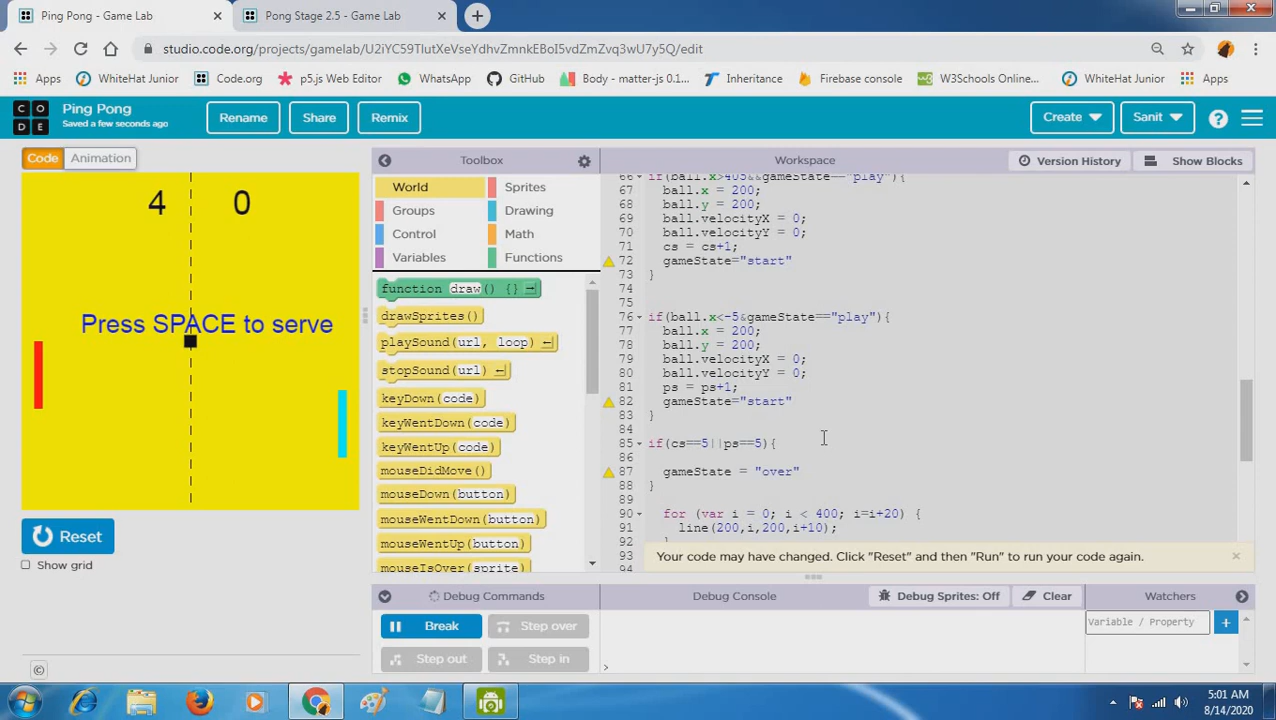 Ping Pong - Game Lab
Pong Stage 2.5 - Game Lab
studio.code.org/projects/gamelab/U2iYC59TIutXeVseYdhvZmnkEBoI5vdZmZvq3wU7y5Q/edit
Apps
WhiteHat Junior
Code.org
p5.js Web Editor
WhatsApp
GitHub
Body - matter-js 0.1...
Inheritance
Firebase console
W3Schools Online...
WhiteHat Junior
Apps
C O
D E
Ping Pong
Saved a few seconds ago
Rename
Share
Remix
Create
Sanit
?
Code
Animation
Toolbox
Workspace
Version History
Show Blocks
4 0
Press SPACE to serve
Reset
Show grid
World
Sprites
Groups
Drawing
Control
Math
Variables
Functions
function draw() {}
drawSprites()
playSound(url, loop)
stopSound(url)
keyDown(code)
keyWentDown(code)
keyWentUp(code)
mouseDidMove()
mouseDown(button)
mouseWentDown(button)
mouseWentUp(button)
mouseIsOver(sprite)
66 if(ball.x>405&&gameState=="play"){
67 ball.x = 200;
68 ball.y = 200;
69 ball.velocityX = 0;
70 ball.velocityY = 0;
71 cs = cs+1;
72 gameState="start"
73 }
74
75
76 if(ball.x<-5&gameState=="play"){
77 ball.x = 200;
78 ball.y = 200;
79 ball.velocityX = 0;
80 ball.velocityY = 0;
81 ps = ps+1;
82 gameState="start"
83 }
84
85 if(cs==5||ps==5){
86
87 gameState = "over"
88 }
89
90 for (var i = 0; i < 400; i=i+20) {
91 line(200,i,200,i+10);
92 }
93
94
Your code may have changed. Click "Reset" and then "Run" to run your code again.
Debug Commands
Debug Console
Debug Sprites: Off
Clear
Watchers
Break
Step over
Step out
Step in
Variable / Property
>
©
5:01 AM
8/14/2020